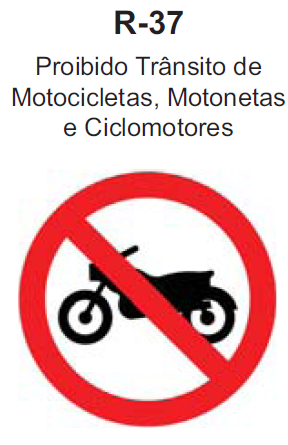 R-37
Proibido Trânsito de
Motocicletas, Motonetas
e Ciclomotores